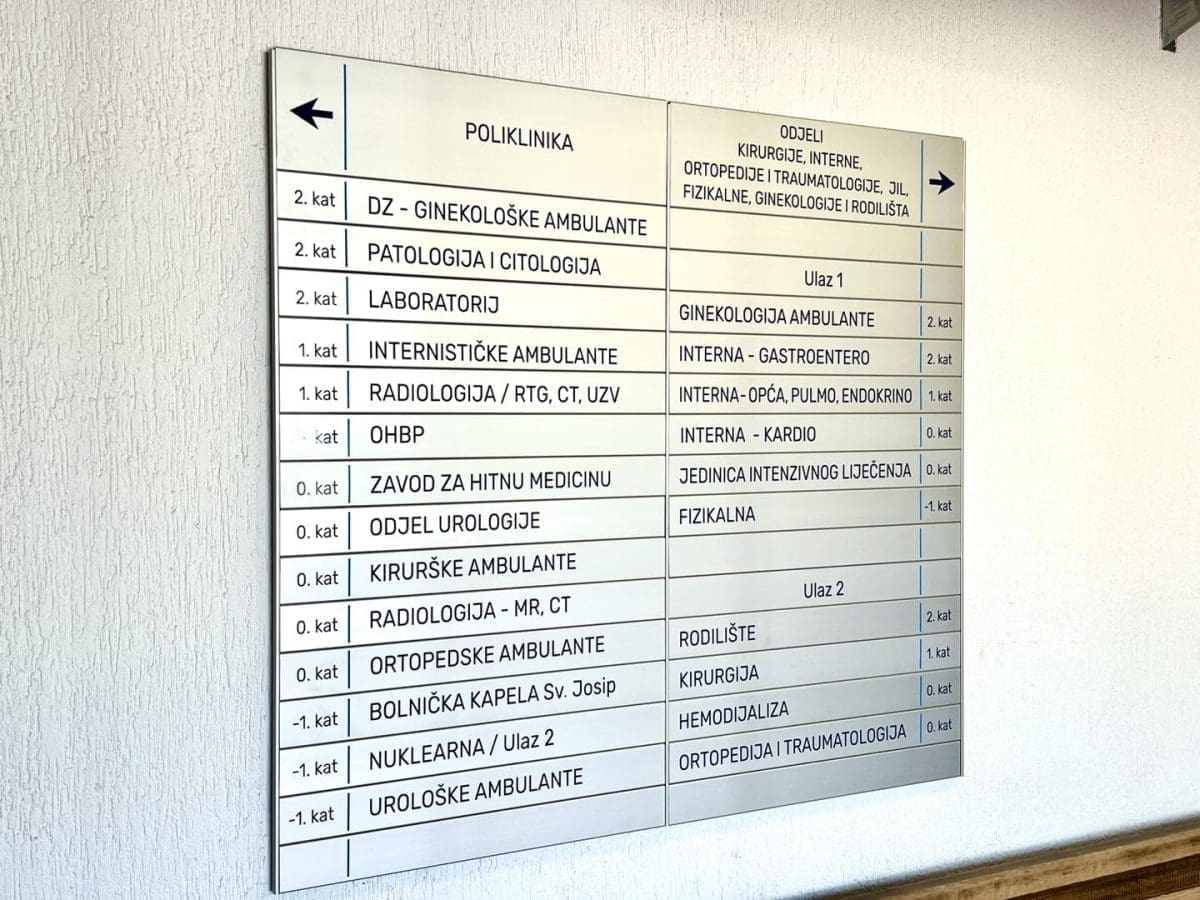 POLIKLINIKA
2. kat DZ - GINEKOLOŠKE AMBULANTE
2. kat PATOLOGIJA I CITOLOGIJA
2. kat LABORATORIJ
1. kat INTERNISTIČKE AMBULANTE
1. kat RADIOLOGIJA / RTG, CT, UZV
kat OHBP
0. kat ZAVOD ZA HITNU MEDICINU
0. kat ODJEL UROLOGIJE
0. kat KIRURŠKE AMBULANTE
0. kat RADIOLOGIJA - MR, CT
0. kat ORTOPEDSKE AMBULANTE
-1. kat BOLNIČKA KAPELA Sv. Josip
-1. kat NUKLEARNA / Ulaz 2
-1. kat UROLOŠKE AMBULANTE
ODJELI
KIRURGIJE, INTERNE,
ORTOPEDIJE I TRAUMATOLOGIJE, JIL,
FIZIKALNE, GINEKOLOGIJE I RODILIŠTA
Ulaz 1
GINEKOLOGIJA AMBULANTE 2. kat
INTERNA - GASTROENTERO 2. kat
INTERNA - OPĆA, PULMO, ENDOKRINO 1. kat
INTERNA - KARDIO 0. kat
JEDINICA INTENZIVNOG LIJEČENJA 0. kat
FIZIKALNA -1. kat
Ulaz 2
RODILIŠTE 2. kat
KIRURGIJA 1. kat
HEMODIJALIZA 0. kat
ORTOPEDIJA I TRAUMATOLOGIJA 0. kat